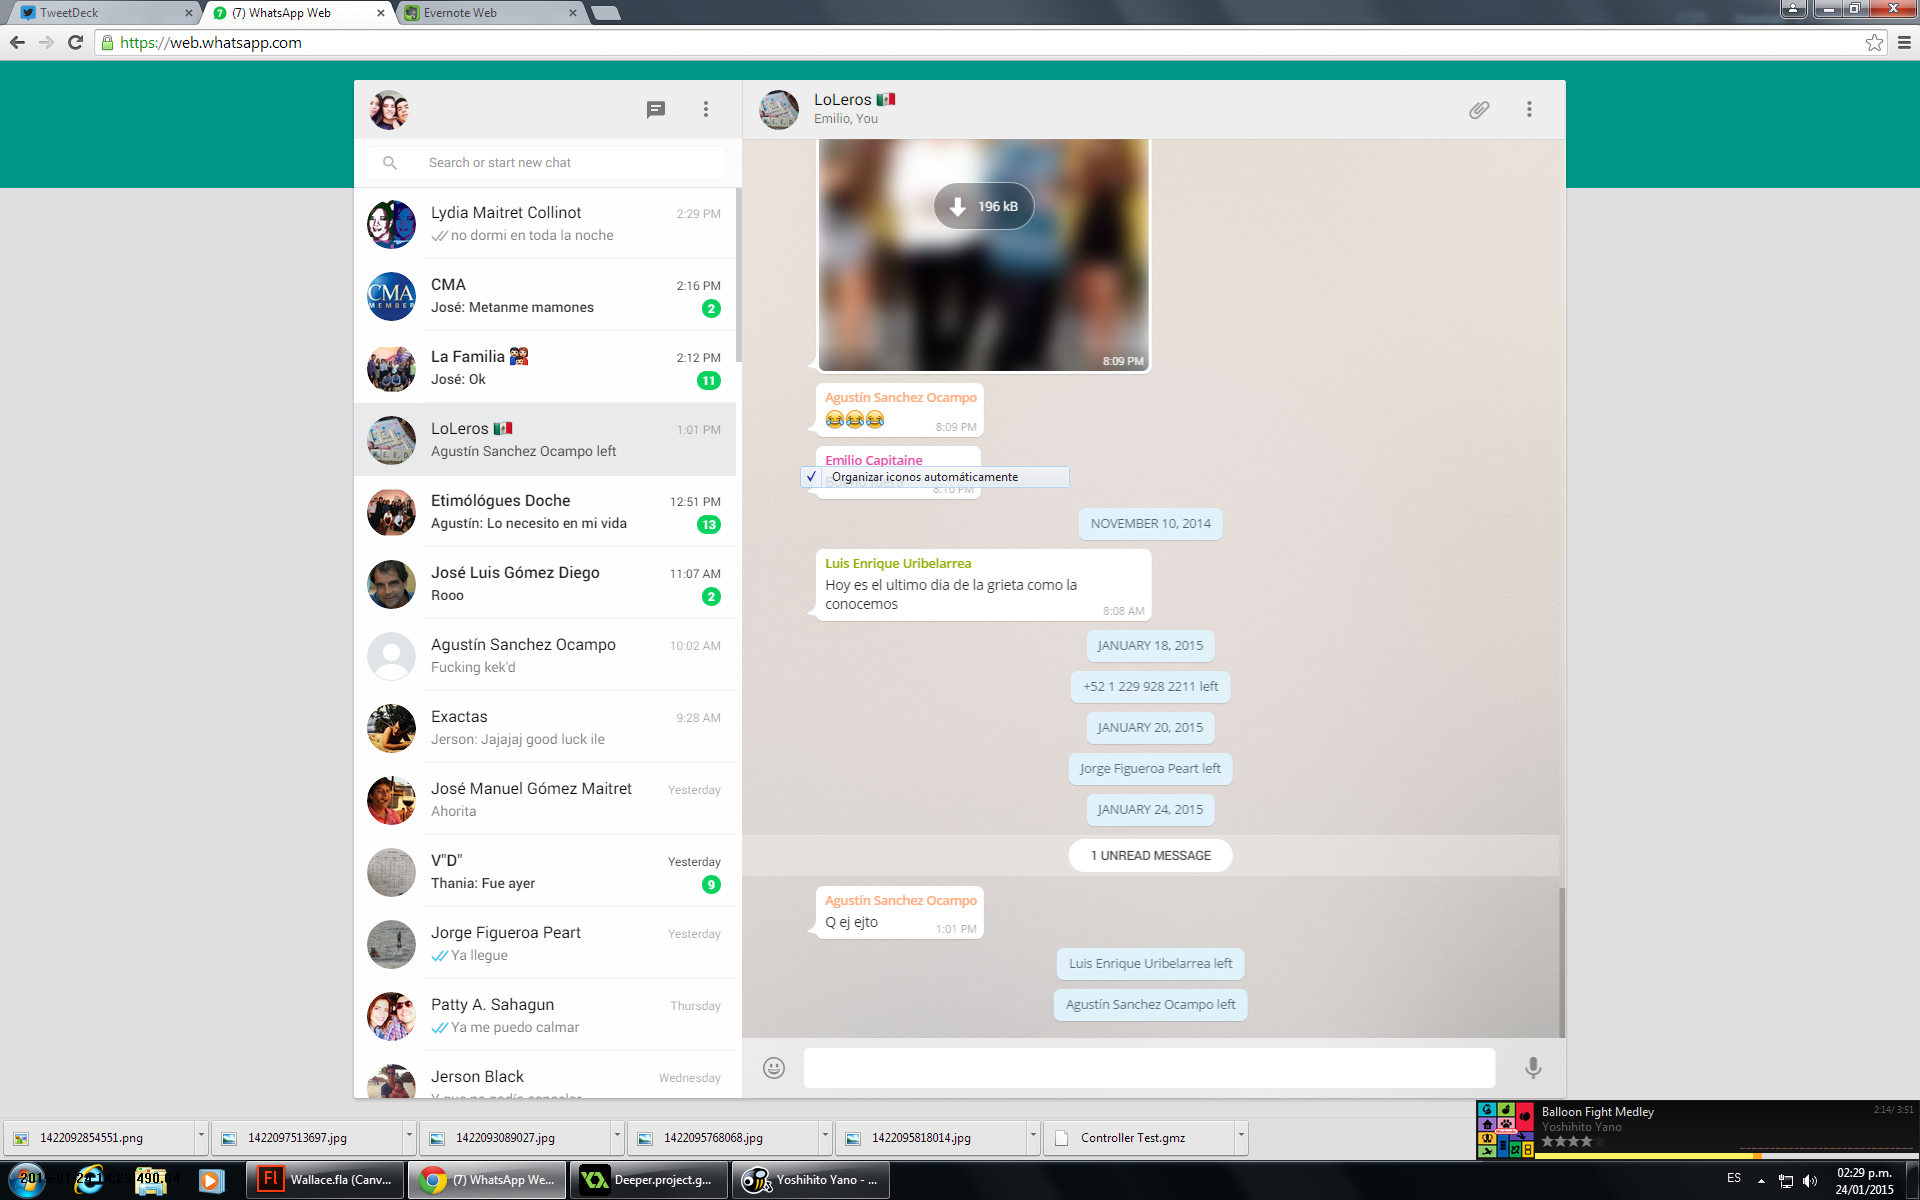 TweetDeck
(7) WhatsApp Web
Evernote Web
https://web.whatsapp.com
LoLeros
Emilio, You
Search or start new chat
Lydia Maitret Collinot
2:29 PM
no dormi en toda la noche
CMA
2:16 PM
José: Metanme mamones
2
La Familia
2:12 PM
José: Ok
11
LoLeros
1:01 PM
Agustín Sanchez Ocampo left
Etimólógues Doche
12:51 PM
Agustín: Lo necesito en mi vida
13
José Luis Gómez Diego
11:07 AM
Rooo
2
Agustín Sanchez Ocampo
10:02 AM
Fucking kek'd
Exactas
9:28 AM
Jerson: Jajajaj good luck ile
José Manuel Gómez Maitret
Yesterday
Ahorita
V"D"
Yesterday
Thania: Fue ayer
9
Jorge Figueroa Peart
Yesterday
Ya llegue
Patty A. Sahagun
Thursday
Ya me puedo calmar
Jerson Black
Wednesday
CMA
MEMBER
196 kB
8:09 PM
Agustín Sanchez Ocampo
😂😂😂
8:09 PM
Emilio Capitaine
Organizar iconos automáticamente
8:10 PM
NOVEMBER 10, 2014
Luis Enrique Uribelarrea
Hoy es el ultimo dia de la grieta como la
conocemos
8:08 AM
JANUARY 18, 2015
+52 1 229 928 2211 left
JANUARY 20, 2015
Jorge Figueroa Peart left
JANUARY 24, 2015
1 UNREAD MESSAGE
Agustín Sanchez Ocampo
Q ej ejto
1:01 PM
Luis Enrique Uribelarrea left
Agustín Sanchez Ocampo left
1422092854551.png
1422097513697.jpg
1422093089027.jpg
1422095768068.jpg
1422095818014.jpg
Controller Test.gmz
Balloon Fight Medley
2:14/ 3:51
Yoshihito Yano
Wallace.fla (Canv...
(7) WhatsApp We...
Deeper.project.g...
Yoshihito Yano - ...
ES
02:29 p.m.
24/01/2015